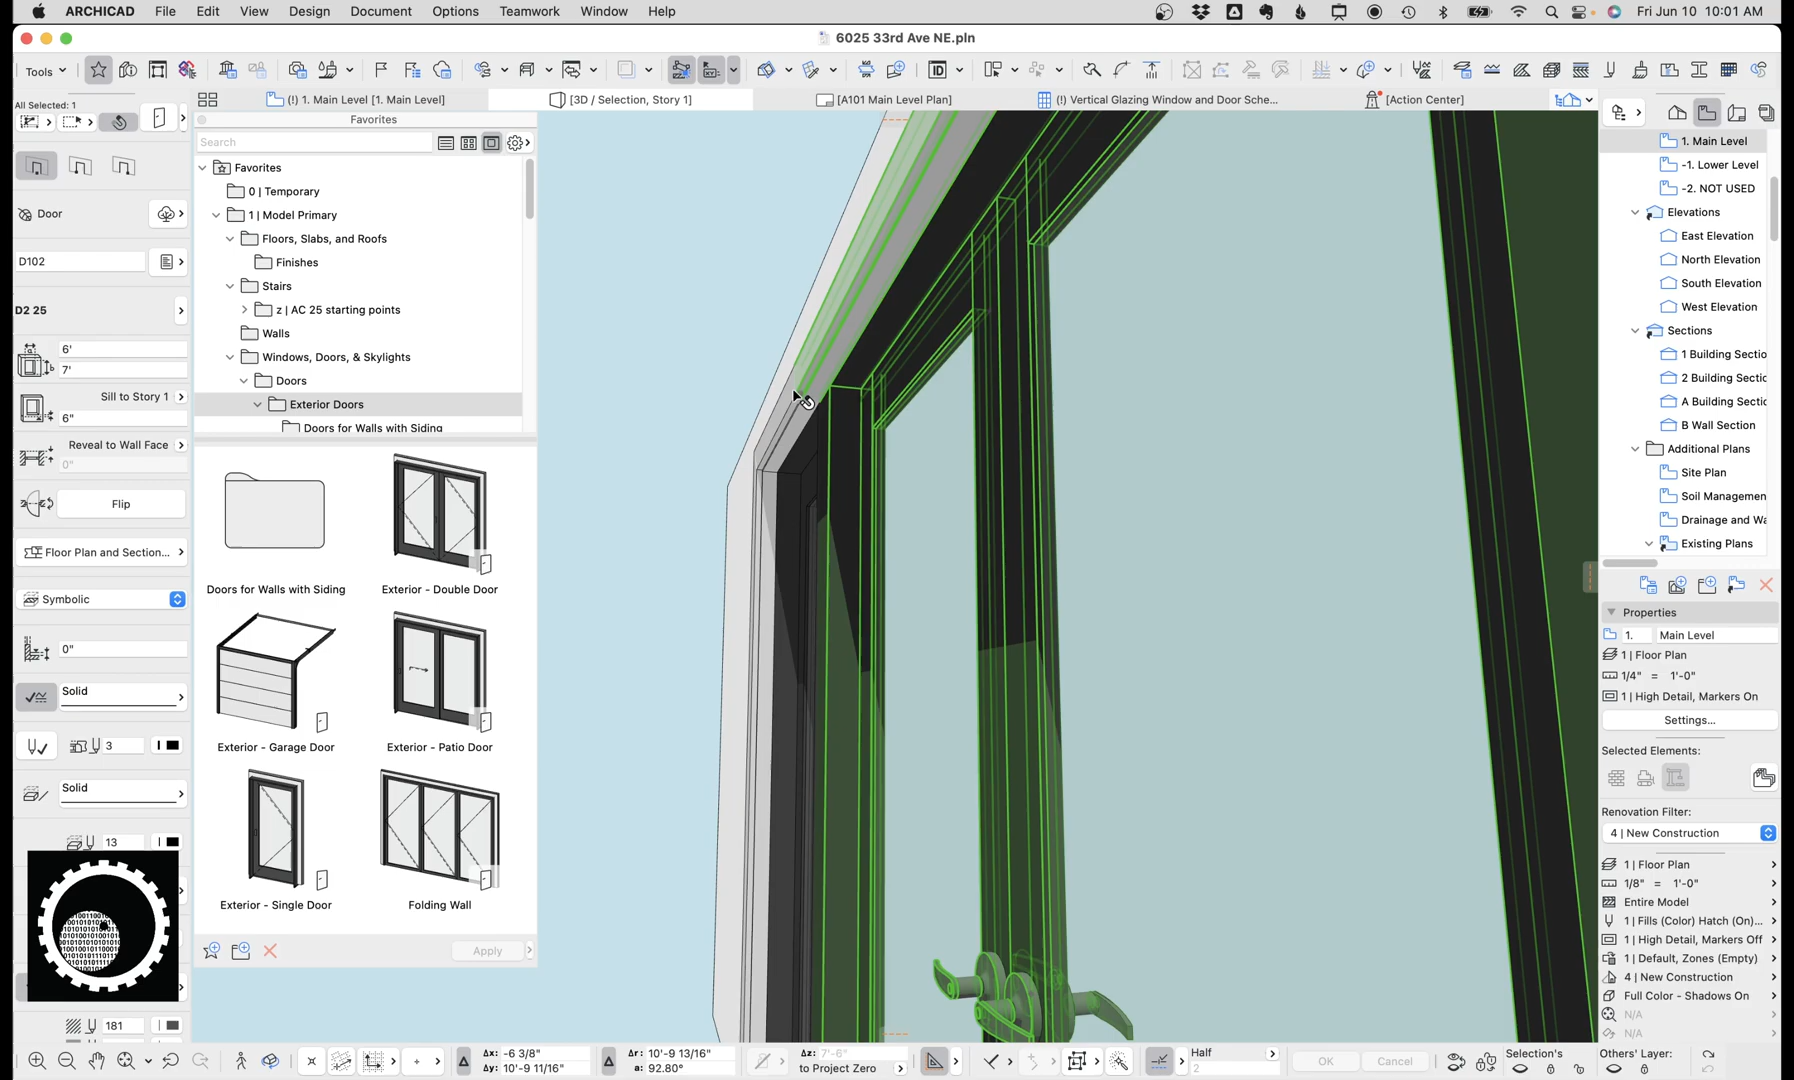 ARCHICAD File Edit View Design Document Options Teamwork Window Help Fri Jun 10 10:01 AM
6025 33rd Ave NE.pln
Tools
All Selected: 1
(!) 1. Main Level [1. Main Level]
[3D / Selection, Story 1]
[A101 Main Level Plan]
(!) Vertical Glazing Window and Door Sche...
[Action Center]
Door
D102
D2 25
6'
7'
Sill to Story 1
6"
Reveal to Wall Face
0"
Flip
Floor Plan and Section...
Symbolic
0"
Solid
3
Solid
13
181
Favorites
Search
Favorites
0 | Temporary
1 | Model Primary
Floors, Slabs, and Roofs
Finishes
Stairs
z | AC 25 starting points
Walls
Windows, Doors, & Skylights
Doors
Exterior Doors
Doors for Walls with Siding
Doors for Walls with Siding
Exterior - Double Door
Exterior - Garage Door
Exterior - Patio Door
Exterior - Single Door
Folding Wall
Apply
1. Main Level
-1. Lower Level
-2. NOT USED
Elevations
East Elevation
North Elevation
South Elevation
West Elevation
Sections
1 Building Sectio
2 Building Sectio
A Building Sectio
B Wall Section
Additional Plans
Site Plan
Soil Managemen
Drainage and Wa
Existing Plans
Properties
1. Main Level
1 | Floor Plan
1/4" = 1'-0"
1 | High Detail, Markers On
Settings...
Selected Elements:
Renovation Filter:
4 | New Construction
1 | Floor Plan
1/8" = 1'-0"
Entire Model
1 | Fills (Color) Hatch (On)...
1 | High Detail, Markers Off
1 | Default, Zones (Empty)
4 | New Construction
Full Color - Shadows On
N/A
N/A
Δx: -6 3/8"
Δy: 10'-9 11/16"
Δr: 10'-9 13/16"
a: 92.80°
Δz: 7'-6"
to Project Zero
Half
2
OK
Cancel
Selection's
Others' Layer: